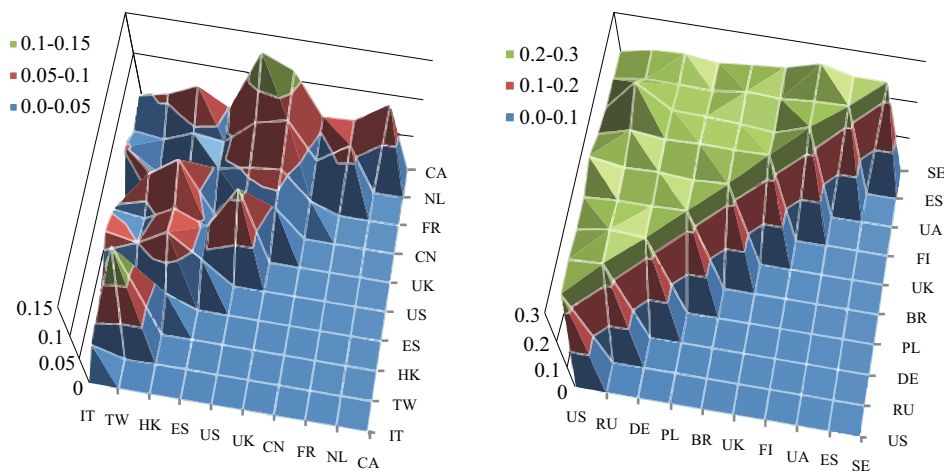 0.1-0.15
0.05-0.1
0.0-0.05
0.15
0.1
0.05
0
IT TW HK ES US UK CN FR NL CA
CA
NL
FR
CN
UK
US
ES
HK
TW
IT
0.2-0.3
0.1-0.2
0.0-0.1
0.3
0.2
0.1
0
US RU DE PL BR UK FI UA ES SE
SE
ES
UA
FI
UK
BR
PL
DE
RU
US